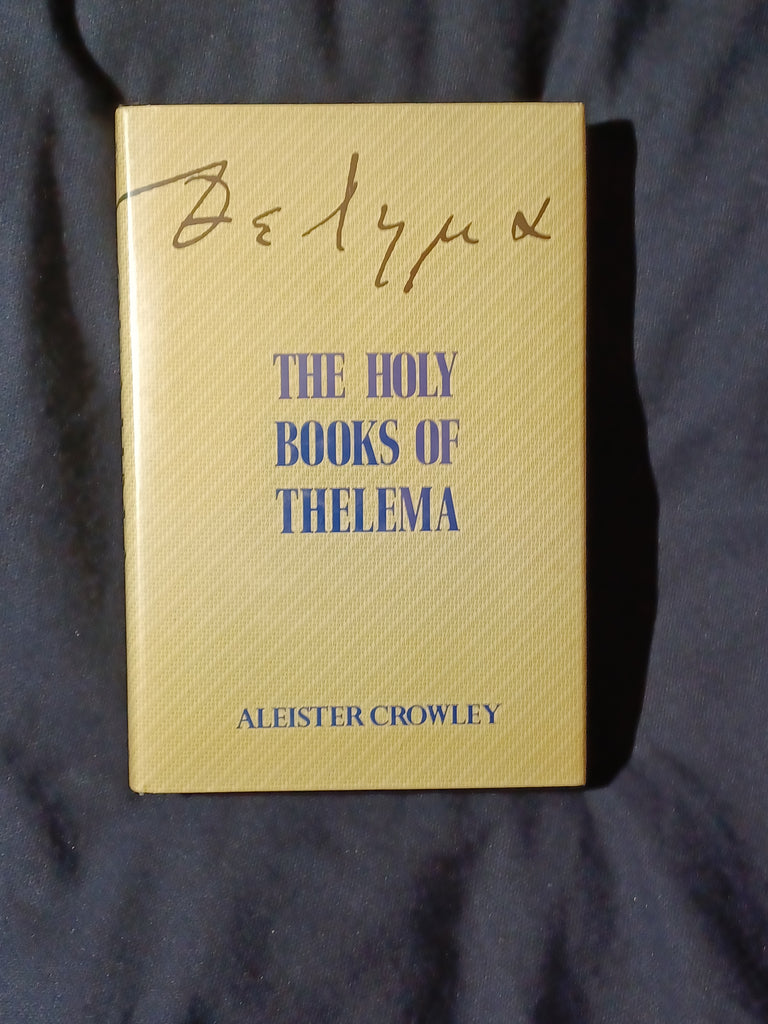 θελημα
THE HOLY
BOOKS OF
THELEMA
ALEISTER CROWLEY